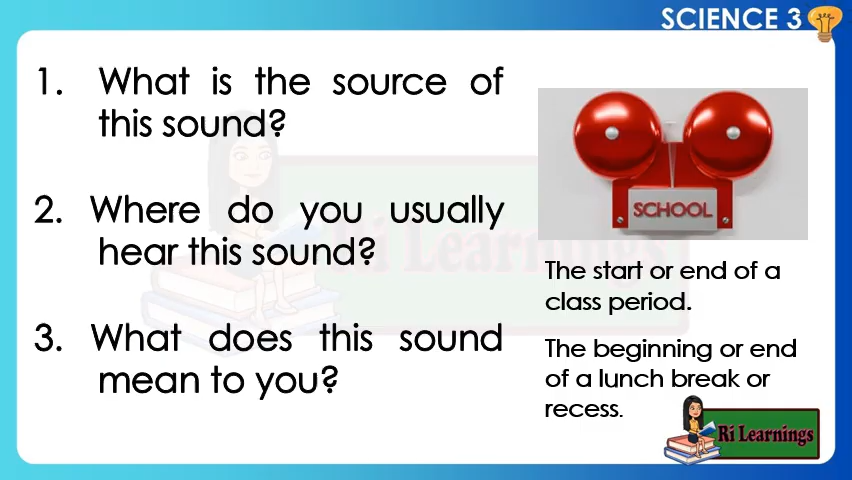 SCIENCE 3
1. What is the source of
this sound?
2. Where do you usually
hear this sound?
3. What does this sound
mean to you?
SCHOOL
The start or end of a
class period.
The beginning or end
of a lunch break or
recess.
Ri Learnings
Ri Learnings